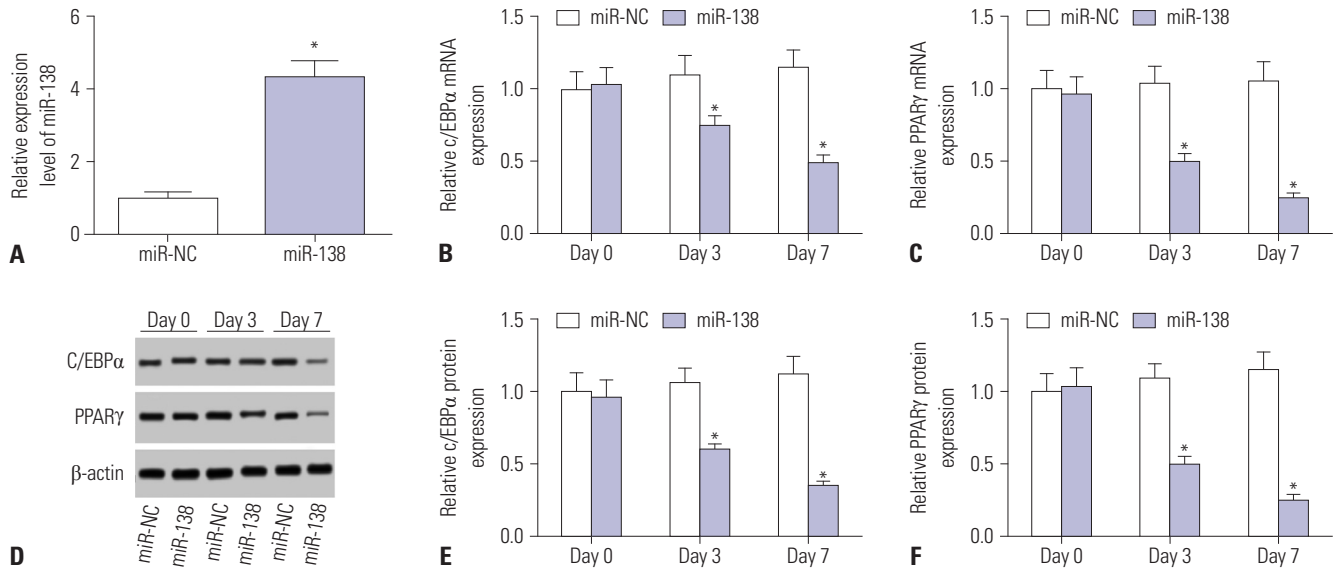 Relative expression
level of miR-138
6
4
2
0
*
miR-NC
miR-138
A
miR-NC
miR-138
Relative c/EBPα mRNA
expression
1.5
1.0
0.5
0.0
*
*
Day 0
Day 3
Day 7
B
miR-NC
miR-138
Relative PPARγ mRNA
expression
1.5
1.0
0.5
0.0
*
*
Day 0
Day 3
Day 7
C
Day 0
Day 3
Day 7
C/EBPα
PPARγ
β-actin
miR-NC
miR-138
miR-NC
miR-138
miR-NC
miR-138
D
miR-NC
miR-138
Relative c/EBPα protein
expression
1.5
1.0
0.5
0.0
*
*
Day 0
Day 3
Day 7
E
miR-NC
miR-138
Relative PPARγ protein
expression
1.5
1.0
0.5
0.0
*
*
Day 0
Day 3
Day 7
F